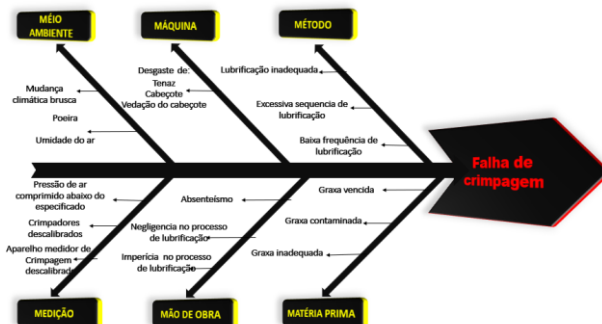 MÉIO
AMBIENTE
MÁQUINA
MÉTODO
Mudança
climática brusca
Poeira
Umidade do ar
Desgaste de:
Tenaz
Cabeçote
Vedação do cabeçote
Lubrificação inadequada
Excessiva sequencia de
lubrificação
Baixa frequência de
lubrificação
Falha de
crimpagem
Pressão de ar
comprimido abaixo do
especificado
Crimpadores
descalibrados
Aparelho medidor de
Crimpagem
descalibrado
Absenteísmo
Negligencia no processo
de lubrificação
Imperícia no processo
de lubrificação
Graxa vencida
Graxa contaminada
Graxa inadequada
MEDIÇÃO
MÃO DE OBRA
MATÉRIA PRIMA